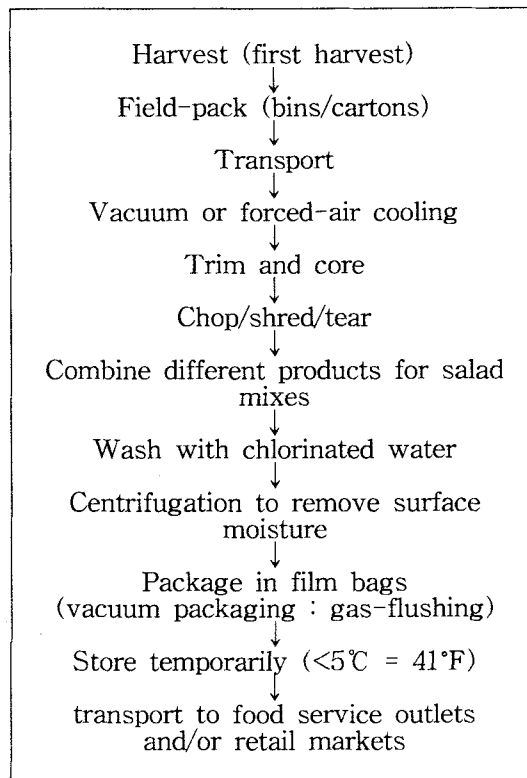 Harvest (first harvest)
Field-pack (bins/cartons)
Transport
Vacuum or forced-air cooling
Trim and core
Chop/shred/tear
Combine different products for salad
mixes
Wash with chlorinated water
Centrifugation to remove surface
moisture
Package in film bags
(vacuum packaging : gas-flushing)
Store temporarily (<5℃ = 41°F)
transport to food service outlets
and/or retail markets